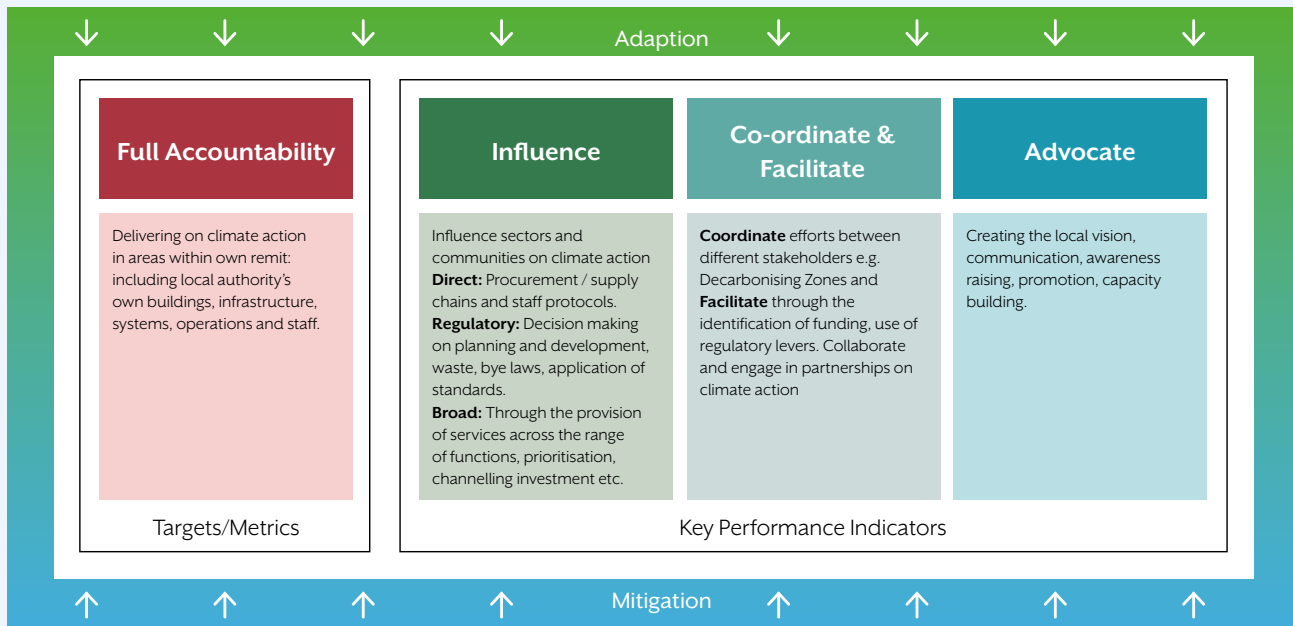 Adaption
Full Accountability
Delivering on climate action
in areas within own remit:
including local authority's
own buildings, infrastructure,
systems, operations and staff.
Targets/Metrics
Influence
Influence sectors and
communities on climate action
Direct: Procurement / supply
chains and staff protocols.
Regulatory: Decision making
on planning and development,
waste, bye laws, application of
standards.
Broad: Through the provision
of services across the range
of functions, prioritisation,
channelling investment etc.
Co-ordinate &
Facilitate
Coordinate efforts between
different stakeholders e.g.
Decarbonising Zones and
Facilitate through the
identification of funding, use of
regulatory levers. Collaborate
and engage in partnerships on
climate action
Advocate
Creating the local vision,
communication, awareness
raising, promotion, capacity
building.
Key Performance Indicators
Mitigation